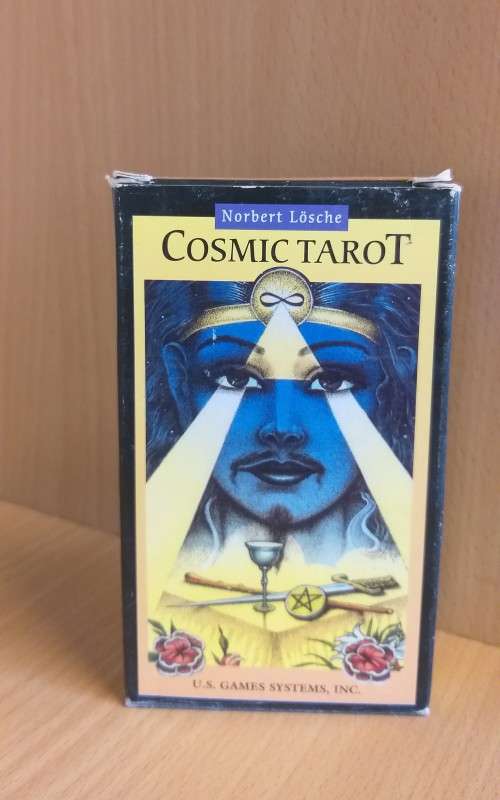 Norbert Lösche
COSMIC TAROT
U.S. GAMES SYSTEMS, INC.